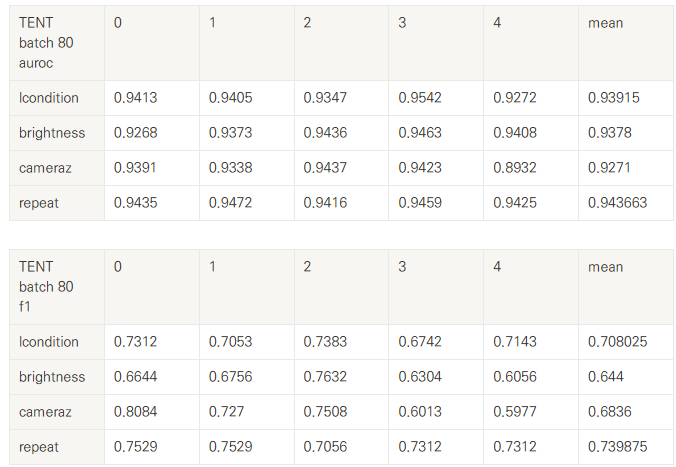 TENT batch 80 auroc 0 1 2 3 4 mean
lcondition 0.9413 0.9405 0.9347 0.9542 0.9272 0.93915
brightness 0.9268 0.9373 0.9436 0.9463 0.9408 0.9378
cameraz 0.9391 0.9338 0.9437 0.9423 0.8932 0.9271
repeat 0.9435 0.9472 0.9416 0.9459 0.9425 0.943663
TENT batch 80 f1 0 1 2 3 4 mean
lcondition 0.7312 0.7053 0.7383 0.6742 0.7143 0.708025
brightness 0.6644 0.6756 0.7632 0.6304 0.6056 0.644
cameraz 0.8084 0.727 0.7508 0.6013 0.5977 0.6836
repeat 0.7529 0.7529 0.7056 0.7312 0.7312 0.739875